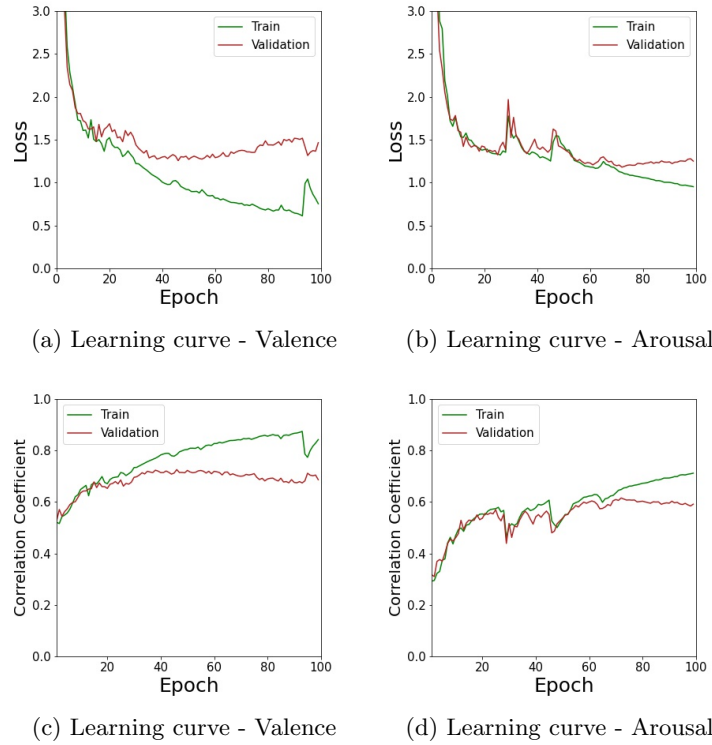 3.0
2.5
2.0
1.5
1.0
0.5
0.0
Loss
Train
Validation
0 20 40 60 80 100
Epoch
(a) Learning curve - Valence
3.0
2.5
2.0
1.5
1.0
0.5
0.0
Loss
Train
Validation
0 20 40 60 80 100
Epoch
(b) Learning curve - Arousal
1.0
0.8
0.6
0.4
0.2
0.0
Correlation Coefficient
Train
Validation
20 40 60 80 100
Epoch
(c) Learning curve - Valence
1.0
0.8
0.6
0.4
0.2
0.0
Correlation Coefficient
Train
Validation
20 40 60 80 100
Epoch
(d) Learning curve - Arousal